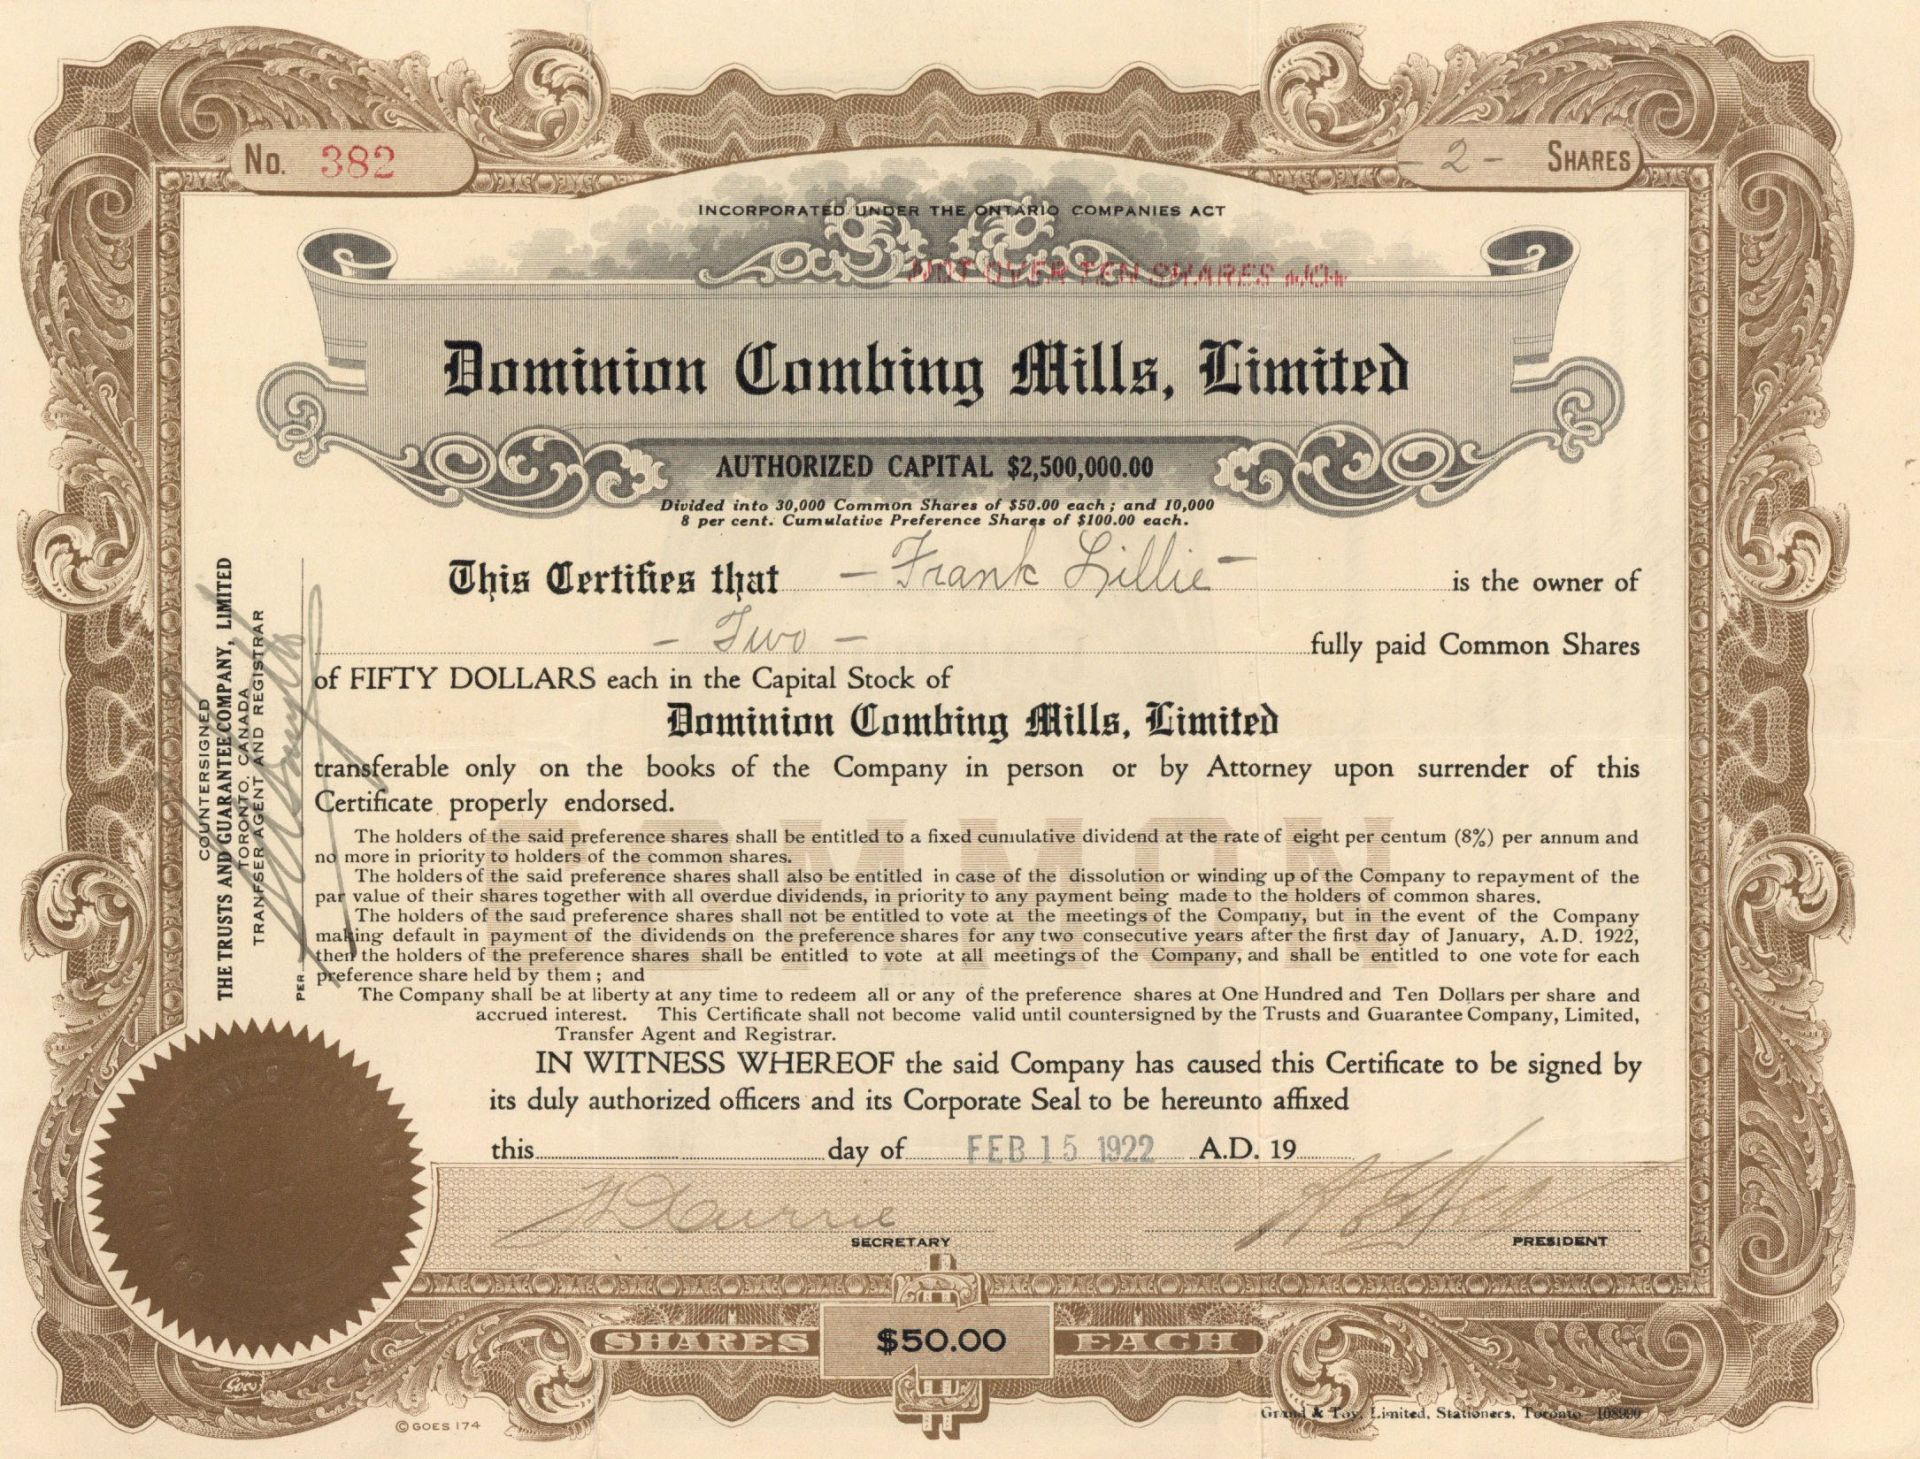 No. 382
- 2 - SHARES
INCORPORATED UNDER THE ONTARIO COMPANIES ACT
NOT OVER TEN SHARES
Dominion Combing Mills, Limited
AUTHORIZED CAPITAL $2,500,000.00
Divided into 30,000 Common Shares of $50.00 each; and 10,000
8 per cent. Cumulative Preference Shares of $100.00 each.
This Certifies that - Frank Lillie - is the owner of
- Two - fully paid Common Shares
of FIFTY DOLLARS each in the Capital Stock of
Dominion Combing Mills, Limited
transferable only on the books of the Company in person or by Attorney upon surrender of this
Certificate properly endorsed.
COMMON
The holders of the said preference shares shall be entitled to a fixed cumulative dividend at the rate of eight per centum (8%) per annum and
no more in priority to holders of the common shares.
The holders of the said preference shares shall also be entitled in case of the dissolution or winding up of the Company to repayment of the
par value of their shares together with all overdue dividends, in priority to any payment being made to the holders of common shares.
The holders of the said preference shares shall not be entitled to vote at the meetings of the Company, but in the event of the Company
making default in payment of the dividends on the preference shares for any two consecutive years after the first day of January, A.D. 1922,
then the holders of the preference shares shall be entitled to vote at all meetings of the Company, and shall be entitled to one vote for each
preference share held by them; and
The Company shall be at liberty at any time to redeem all or any of the preference shares at One Hundred and Ten Dollars per share and
accrued interest. This Certificate shall not become valid until countersigned by the Trusts and Guarantee Company, Limited,
Transfer Agent and Registrar.
IN WITNESS WHEREOF the said Company has caused this Certificate to be signed by
its duly authorized officers and its Corporate Seal to be hereunto affixed
this day of FEB 15 1922 A.D. 19
COUNTERSIGNED
THE TRUSTS AND GUARANTEE COMPANY, LIMITED
TORONTO, CANADA
TRANFSER AGENT AND REGISTRAR
PER
Currie
SECRETARY
PRESIDENT
SHARES $50.00 EACH
Goes
© GOES 174
Grand & Toy, Limited, Stationers, Toronto 108990